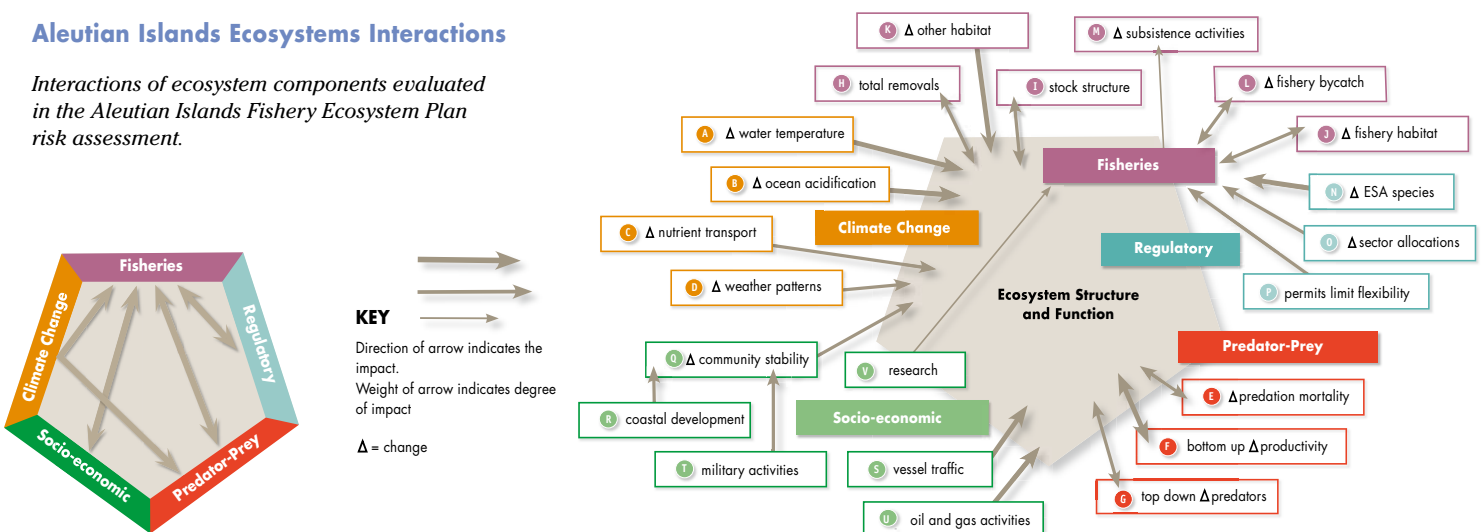 Aleutian Islands Ecosystems Interactions
Interactions of ecosystem components evaluated
in the Aleutian Islands Fishery Ecosystem Plan
risk assessment.
Fisheries
Climate Change
Regulatory
Socio-economic
Predator-Prey
KEY
Direction of arrow indicates the
impact.
Weight of arrow indicates degree
of impact
Δ = change
K Δ other habitat
M Δ subsistence activities
H total removals
I stock structure
L Δ fishery bycatch
A Δ water temperature
J Δ fishery habitat
Fisheries
B Δ ocean acidification
N Δ ESA species
C Δ nutrient transport
Climate Change
Regulatory
O Δ sector allocations
D Δ weather patterns
Ecosystem Structure
and Function
P permits limit flexibility
Q Δ community stability
V research
Predator-Prey
E Δ predation mortality
R coastal development
Socio-economic
F bottom up Δ productivity
T military activities
S vessel traffic
G top down Δ predators
U oil and gas activities